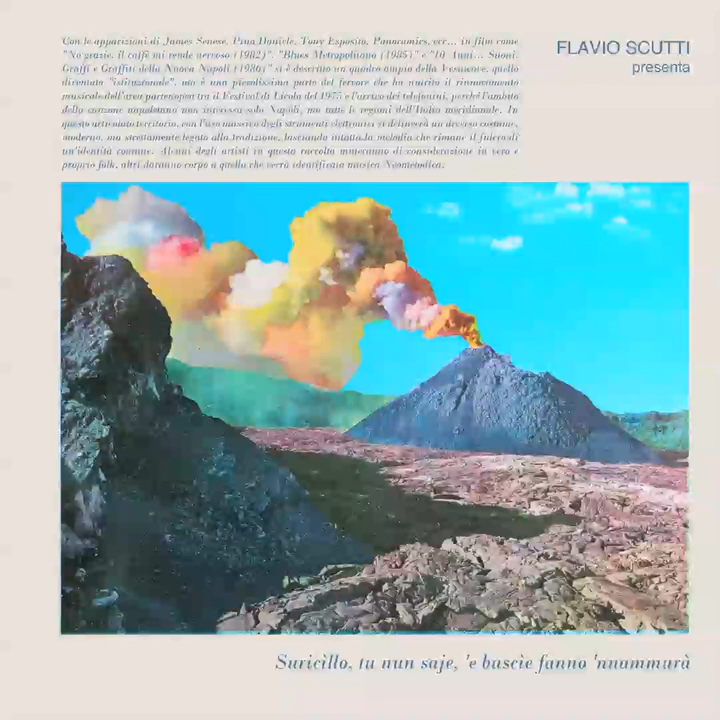 Con le apparizioni di James Senese, Pino Daniele, Tony Esposito, Panoramics, ecc... in film come
"No grazie, il caffè mi rende nervoso (1982)", "Blues Metropolitano (1985)" e "10 Anni... Suoni,
Graffi e Graffiti della Nuova Napoli (1986)" si è descritto un quadro ampio della Vesuwave, quello
diventato "istituzionale", ma è una piccolissima parte del fervore che ha nutrito il rinnovamento
musicale dell'area partenopea tra il Festival di Licola del 1975 e l'arrivo dei telefonini, perché l'ambito
della canzone napoletana non interessa solo Napoli, ma tutte le regioni dell'Italia meridionale. In
questo articolato territorio, con l'uso massivo degli strumenti elettronici si delineerà un diverso costume,
moderno, ma strettamente legato alla tradizione, lasciando intatta la melodia che rimane il fulcro di
un'identità comune. Alcuni degli artisti in questa raccolta muteranno di considerazione in vero e
proprio folk, altri daranno corpo a quella che verrà identificata musica Neomelodica.
FLAVIO SCUTTI
presenta
Suricìllo, tu nun saje, 'e bascìe fanno 'nnammurà